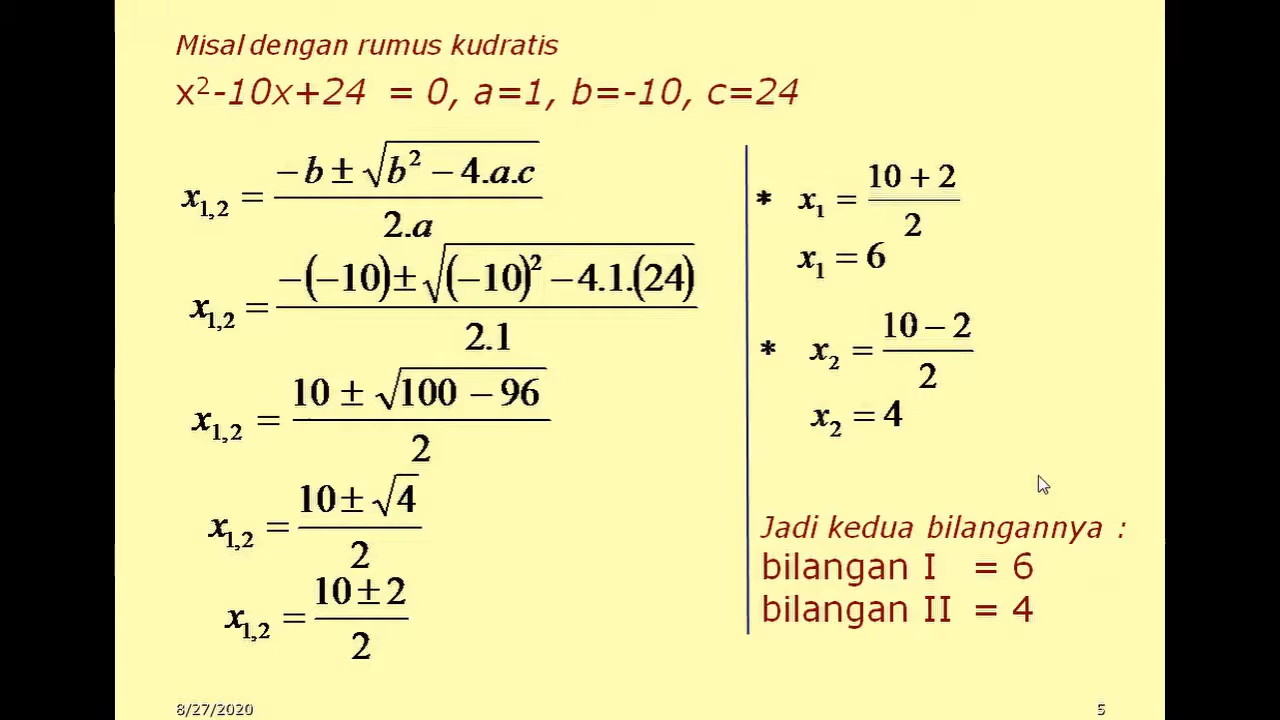 Misal dengan rumus kudratis
x²-10x+24 = 0, a=1, b=-10, c=24
x₁,₂ = (-b ± √(b² - 4.a.c)) / 2.a
x₁,₂ = (-(-10) ± √((-10)² - 4.1.(24))) / 2.1
x₁,₂ = (10 ± √(100 - 96)) / 2
x₁,₂ = (10 ± √4) / 2
x₁,₂ = (10 ± 2) / 2
* x₁ = (10 + 2) / 2
x₁ = 6
* x₂ = (10 - 2) / 2
x₂ = 4
Jadi kedua bilangannya :
bilangan I = 6
bilangan II = 4
8/27/2020
5